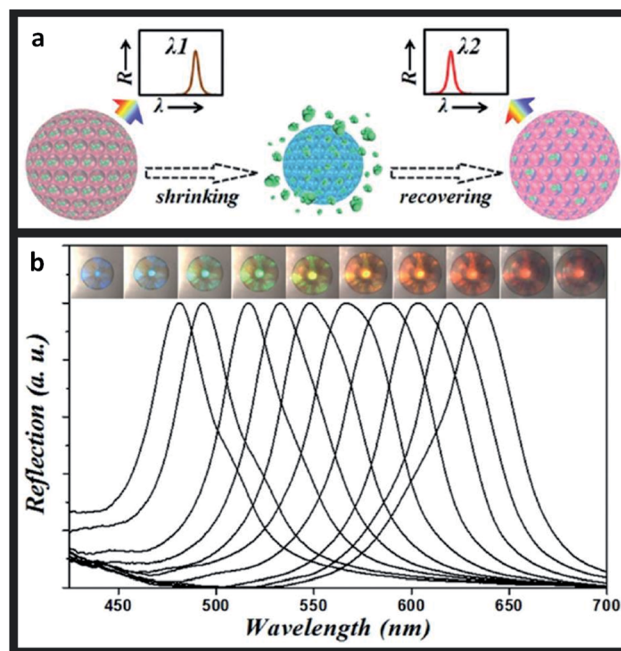 a
λ1
R
λ
λ2
R
λ
shrinking
recovering
b
Reflection (a. u.)
450 500 550 600 650 700
Wavelength (nm)